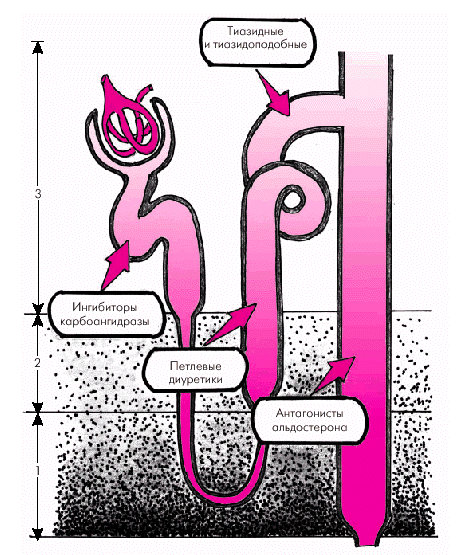 Тиазидные
и тиазидоподобные
3
Ингибиторы
карбоангидразы
2
Петлевые
диуретики
Антагонисты
альдостерона
1